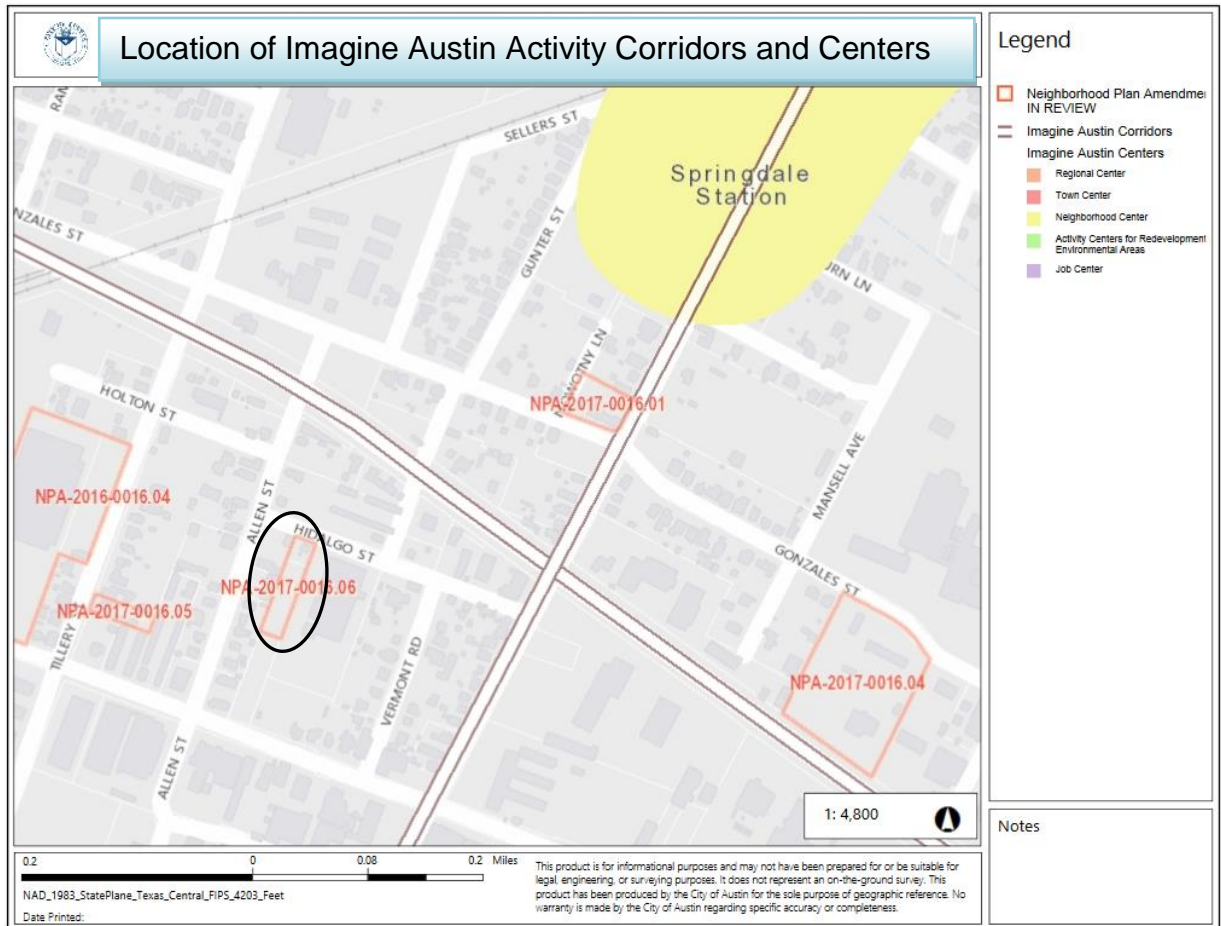 Location of Imagine Austin Activity Corridors and Centers
SELLERS ST
Springdale
Station
NZALES ST
GUNTER ST
NPA-2017-0016.01
HOLTON ST
NPA-2016-0016.04
ALLEN ST
HIDALGO ST
MANSELL AVE
GONZALES ST
NPA-2017-0016.06
NPA-2017-0016.05
TILLERY
VERMONT RD
NPA-2017-0016.04
ALLEN ST
1: 4,800
Legend
Neighborhood Plan Amendme
IN REVIEW
Imagine Austin Corridors
Imagine Austin Centers
Regional Center
Town Center
Neighborhood Center
Activity Centers for Redevelopment
Environmental Areas
Job Center
Notes
0.2 0 0.08 0.2 Miles
NAD_1983_StatePlane_Texas_Central_FIPS_4203_Feet
Date Printed:
This product is for informational purposes and may not have been prepared for or be suitable for
legal, engineering, or surveying purposes. It does not represent an on-the-ground survey. This
product has been produced by the City of Austin for the sole purpose of geographic reference. No
warranty is made by the City of Austin regarding specific accuracy or completeness.